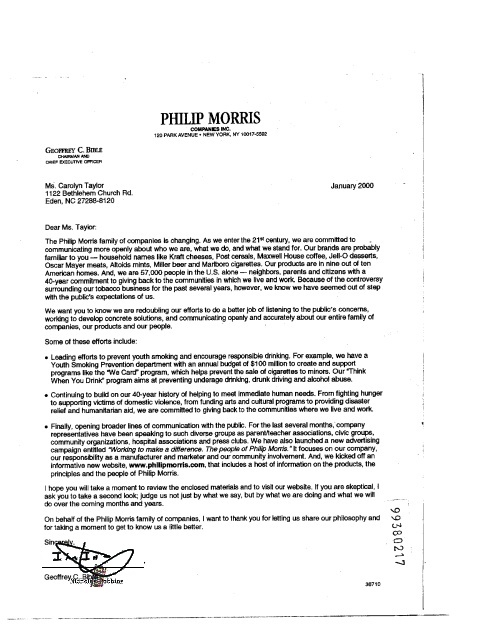 PHILIP MORRIS
COMPANIES INC.
120 PARK AVENUE • NEW YORK, NY 10017-5592
GEOFFREY C. BIBLE
CHAIRMAN AND
CHIEF EXECUTIVE OFFICER
Ms. Carolyn Taylor
January 2000
1122 Bethlehem Church Rd.
Eden, NC 27288-8120
Dear Ms. Taylor:
The Philip Morris family of companies is changing. As we enter the 21st century, we are committed to
communicating more openly about who we are, what we do, and what we stand for. Our brands are probably
familiar to you — household names like Kraft cheeses, Post cereals, Maxwell House coffee, Jell-O desserts,
Oscar Mayer meats, Altoids mints, Miller beer and Marlboro cigarettes. Our products are in nine out of ten
American homes. And, we are 57,000 people in the U.S. alone — neighbors, parents and citizens with a
40-year commitment to giving back to the communities in which we live and work. Because of the controversy
surrounding our tobacco business for the past several years, however, we know we have seemed out of step
with the public's expectations of us.
We want you to know we are redoubling our efforts to do a better job of listening to the public's concerns,
working to develop concrete solutions, and communicating openly and accurately about our entire family of
companies, our products and our people.
Some of these efforts include:
• Leading efforts to prevent youth smoking and encourage responsible drinking. For example, we have a
Youth Smoking Prevention department with an annual budget of $100 million to create and support
programs like the "We Card" program, which helps prevent the sale of cigarettes to minors. Our "Think
When You Drink" program aims at preventing underage drinking, drunk driving and alcohol abuse.
• Continuing to build on our 40-year history of helping to meet immediate human needs. From fighting hunger
to supporting victims of domestic violence, from funding arts and cultural programs to providing disaster
relief and humanitarian aid, we are committed to giving back to the communities where we live and work.
• Finally, opening broader lines of communication with the public. For the last several months, company
representatives have been speaking to such diverse groups as parent/teacher associations, civic groups,
community organizations, hospital associations and press clubs. We have also launched a new advertising
campaign entitled "Working to make a difference. The people of Philip Morris." It focuses on our company,
our responsibility as a manufacturer and marketer and our community involvement. And, we kicked off an
informative new website, www.philipmorris.com, that includes a host of information on the products, the
principles and the people of Philip Morris.
I hope you will take a moment to review the enclosed materials and to visit our website. If you are skeptical, I
ask you to take a second look; judge us not just by what we say, but by what we are doing and what we will
do over the coming months and years.
On behalf of the Philip Morris family of companies, I want to thank you for letting us share our philosophy and
for taking a moment to get to know us a little better.
Sincerely,
Geoffrey C. Bible
36710
99380217